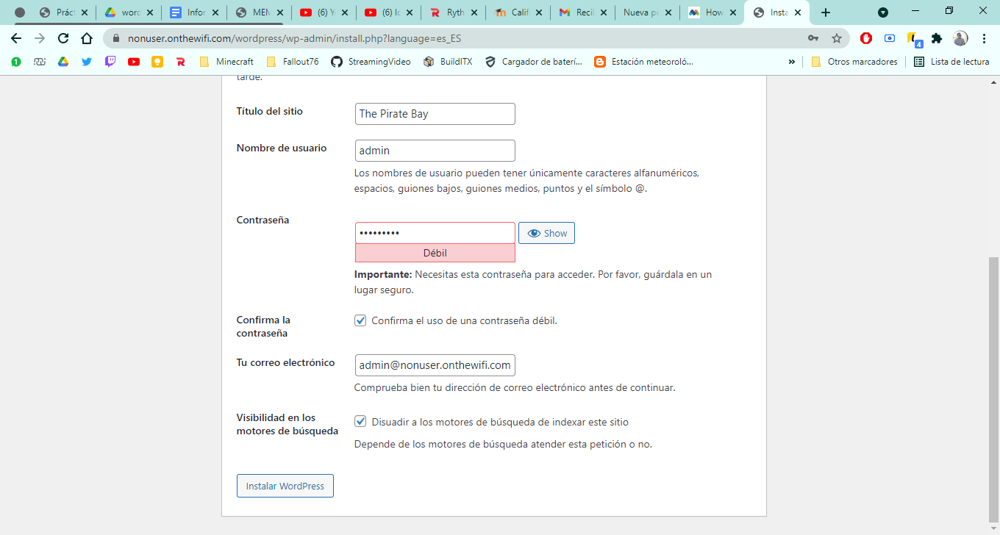 Práct
word
Infor
MEM
(6) Y
(6) Ic
Ryth
Calif
Recil
Nueva p
How
Insta
nonuser.onthewifi.com/wordpress/wp-admin/install.php?language=es_ES
4
1
Minecraft
Fallout76
StreamingVideo
BuildITX
Cargador de baterí...
Estación meteoroló...
»
Otros marcadores
Lista de lectura
tarde.
Título del sitio
The Pirate Bay
Nombre de usuario
admin
Los nombres de usuario pueden tener únicamente caracteres alfanuméricos,
espacios, guiones bajos, guiones medios, puntos y el símbolo @.
Contraseña
•••••••••
Show
Débil
Importante: Necesitas esta contraseña para acceder. Por favor, guárdala en un
lugar seguro.
Confirma la
contraseña
Confirma el uso de una contraseña débil.
Tu correo electrónico
admin@nonuser.onthewifi.com
Comprueba bien tu dirección de correo electrónico antes de continuar.
Visibilidad en los
motores de búsqueda
Disuadir a los motores de búsqueda de indexar este sitio
Depende de los motores de búsqueda atender esta petición o no.
Instalar WordPress